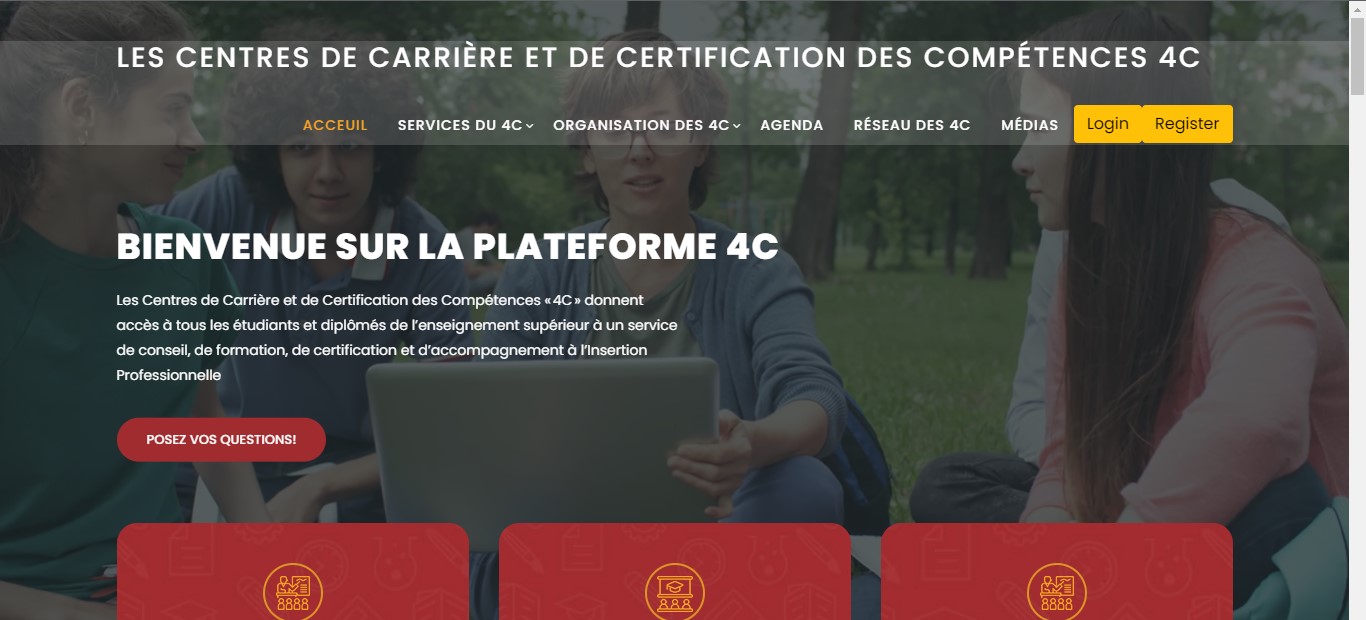 LES CENTRES DE CARRIÈRE ET DE CERTIFICATION DES COMPÉTENCES 4C
ACCEUIL SERVICES DU 4C ORGANISATION DES 4C AGENDA RÉSEAU DES 4C MÉDIAS Login Register
BIENVENUE SUR LA PLATEFORME 4C
Les Centres de Carrière et de Certification des Compétences « 4C » donnent
accès à tous les étudiants et diplômés de l’enseignement supérieur à un service
de conseil, de formation, de certification et d’accompagnement à l’Insertion
Professionnelle
POSEZ VOS QUESTIONS!